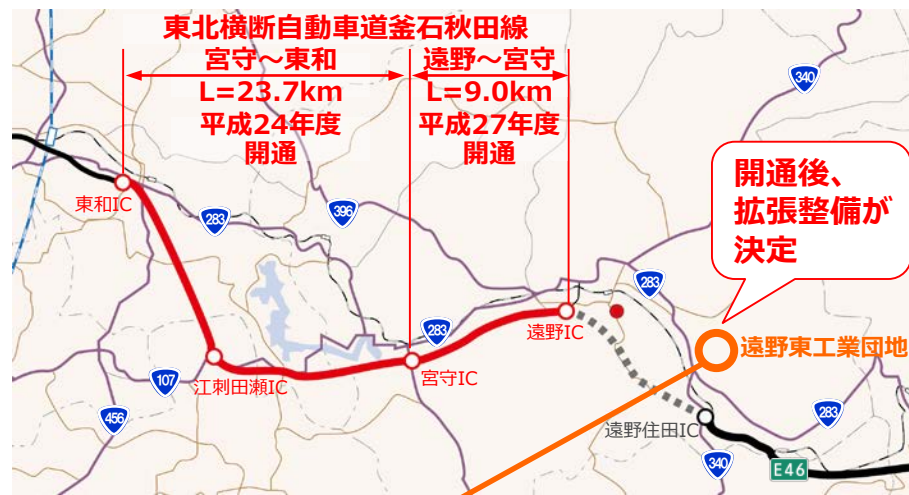 東北横断自動車道釜石秋田線
宮守~東和
L=23.7km
平成24年度
開通
遠野~宮守
L=9.0km
平成27年度
開通
340
開通後、
拡張整備が
決定
東和IC
283
396
283
283
遠野IC
遠野東工業団地
宮守IC
江刺田瀬IC
107
456
遠野住田IC
283
340
E46